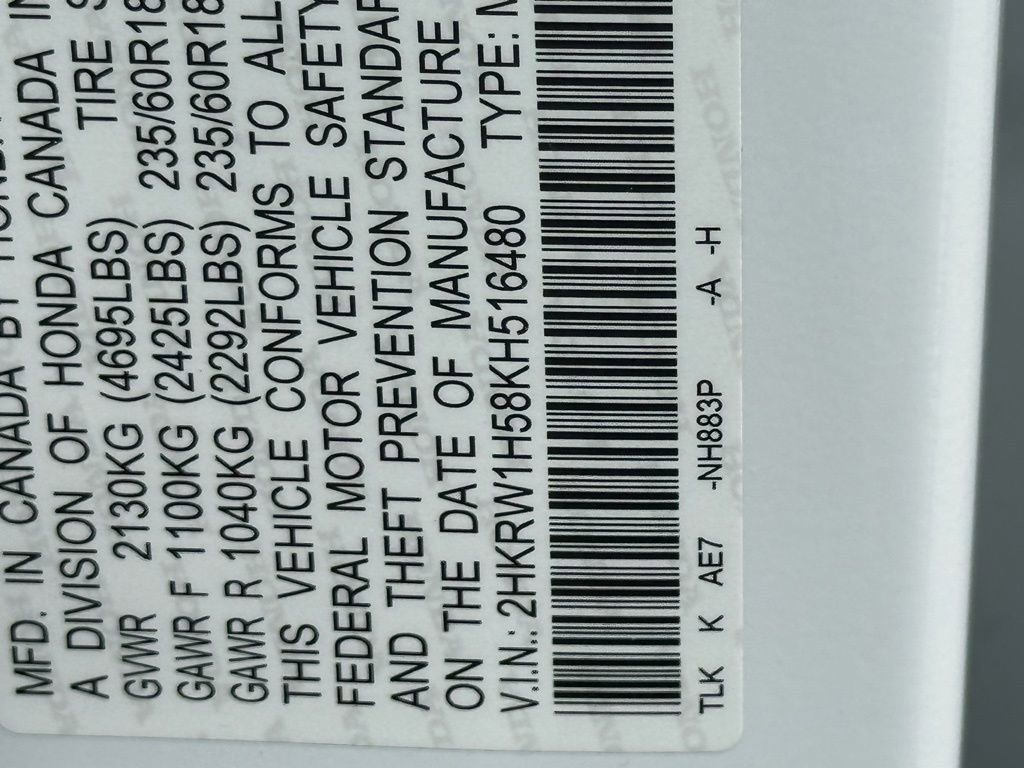 MFD. IN CANADA BY
A DIVISION OF HONDA CANADA IN
TIRE S
GVWR 2130KG (4695LBS)
GAWR F 1100KG (2425LBS) 235/60R18
GAWR R 1040KG (2292LBS) 235/60R18
THIS VEHICLE CONFORMS TO ALL
FEDERAL MOTOR VEHICLE SAFETY
AND THEFT PREVENTION STANDAR
ON THE DATE OF MANUFACTURE
V.I.N.: 2HKRW1H58KH516480 TYPE: M
TLK K AE7 -NH883P -A -H